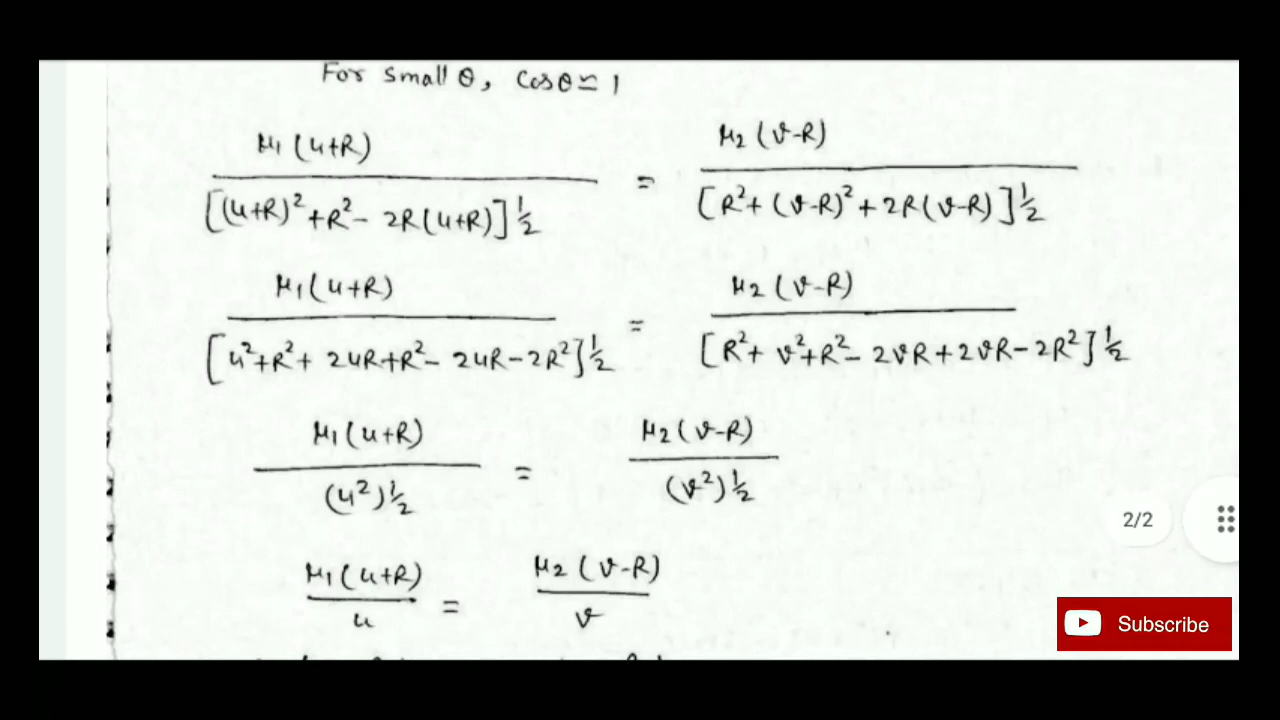 For small θ, cosθ ≃ 1
μ₁(u+R) / [(u+R)²+R²- 2R(u+R)]½ = μ₂(v-R) / [R²+(v-R)²+2R(v-R)]½
μ₁(u+R) / [u²+R²+ 2uR+R²- 2uR-2R²]½ = μ₂(v-R) / [R²+ v²+R²- 2vR+2vR-2R²]½
μ₁(u+R) / (u²)½ = μ₂(v-R) / (v²)½
2/2
μ₁(u+R) / u = μ₂(v-R) / v
Subscribe